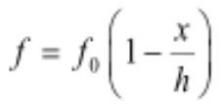 f = f₀ (1 − x/h)